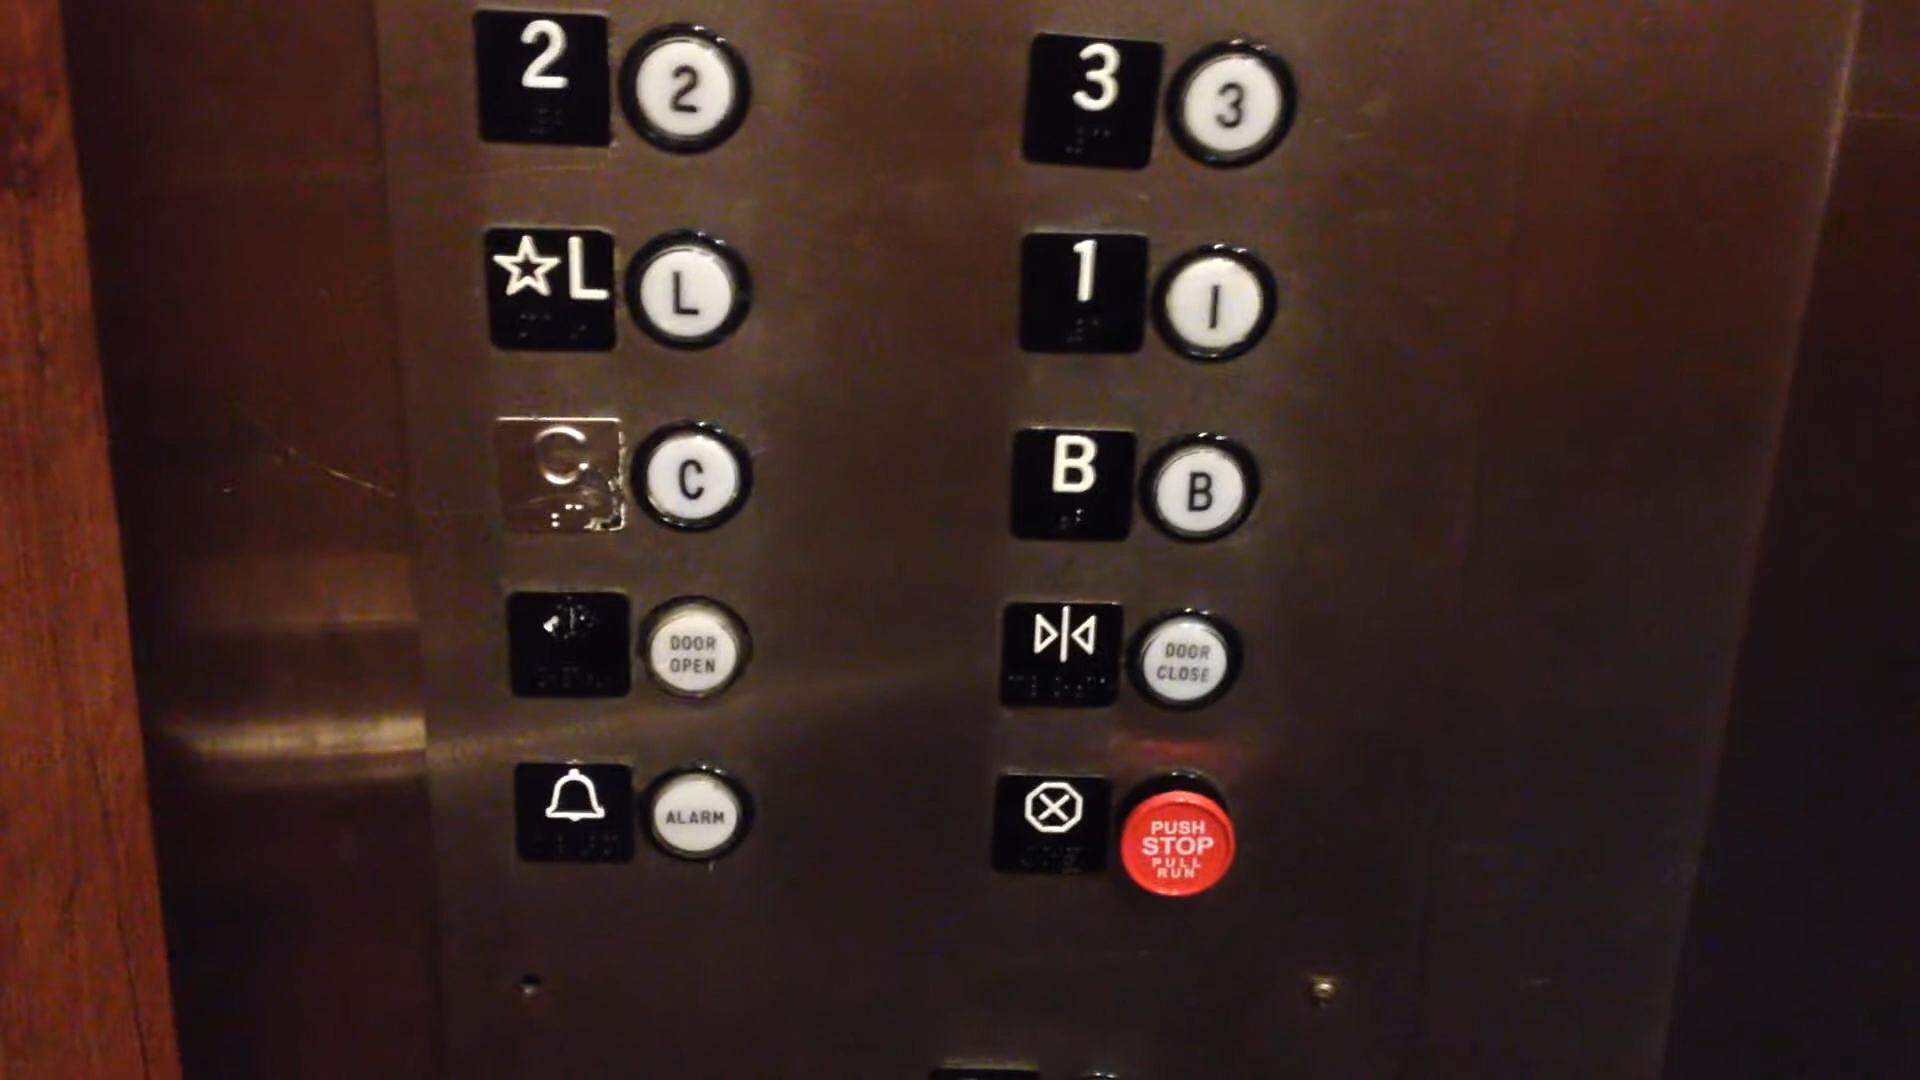 2 2 3 3
☆L L 1 1
C C B B
DOOR
OPEN
DOOR
CLOSE
ALARM
PUSH
STOP
PULL
RUN